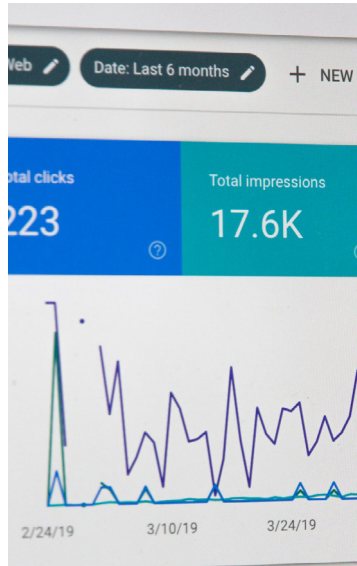 Web
Date: Last 6 months
+ NEW
total clicks
223
Total impressions
17.6K
2/24/19
3/10/19
3/24/19